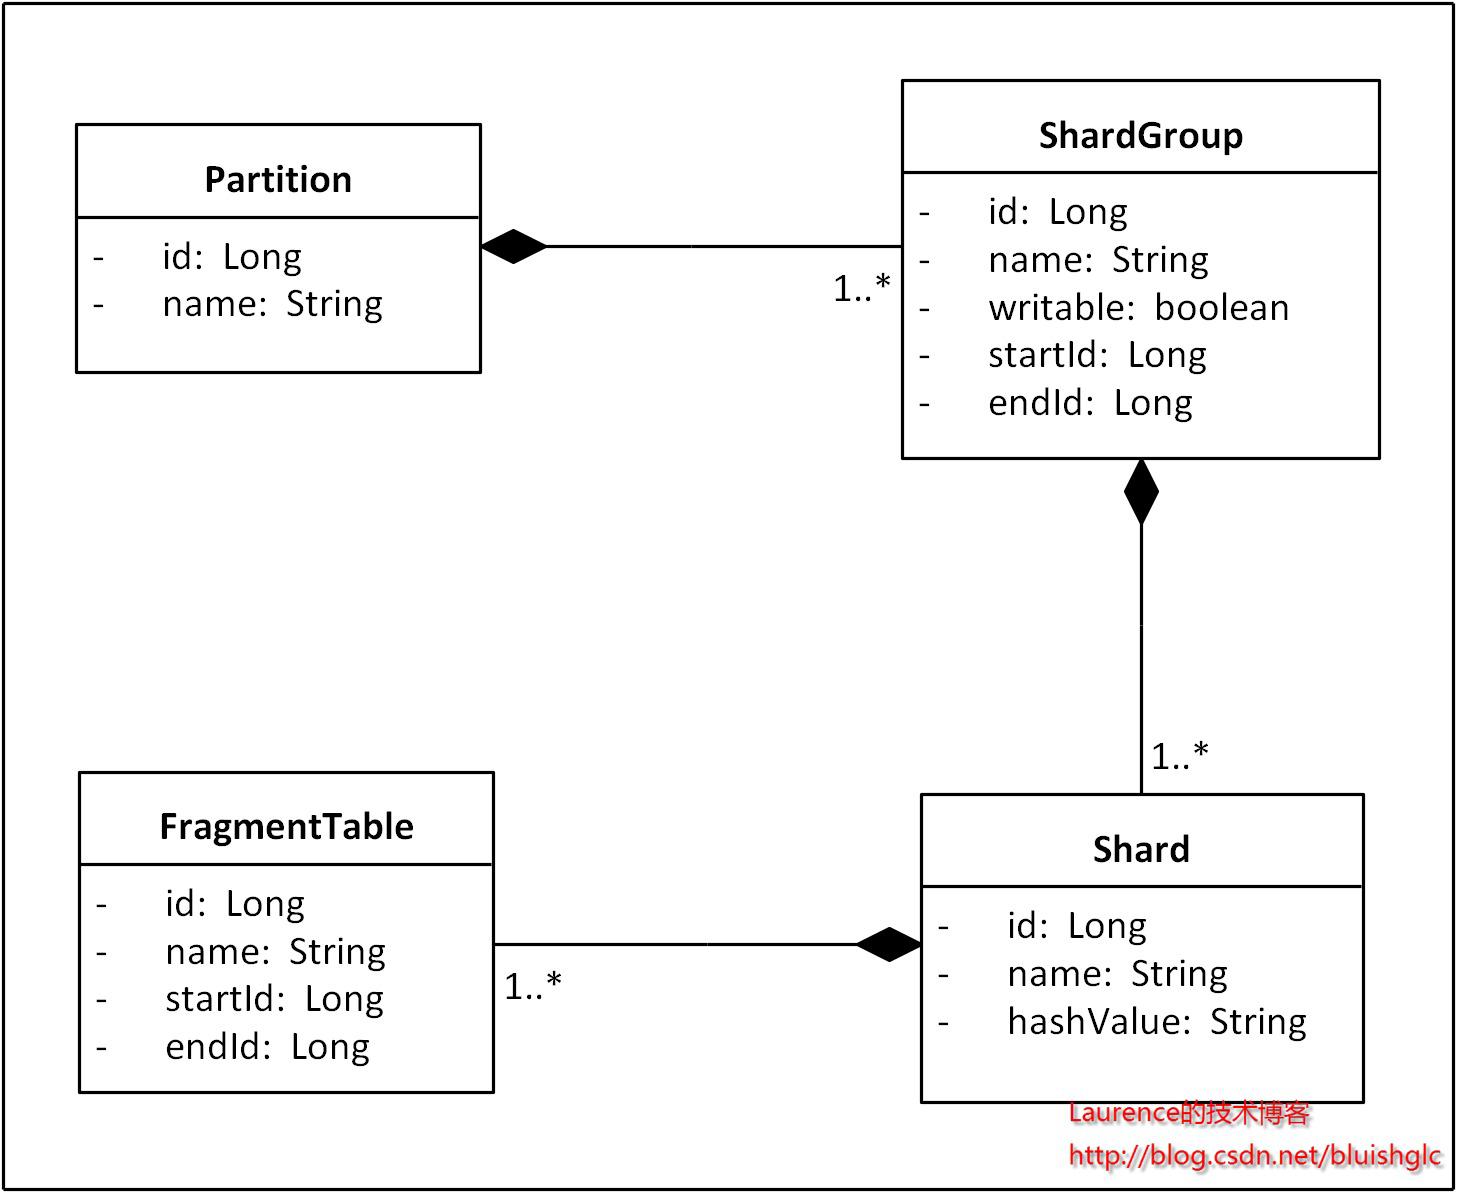 Partition
- id: Long
- name: String
1..*
ShardGroup
- id: Long
- name: String
- writable: boolean
- startId: Long
- endId: Long
1..*
FragmentTable
- id: Long
- name: String
- startId: Long
- endId: Long
1..*
Shard
- id: Long
- name: String
- hashValue: String
Laurence的技术博客
http://blog.csdn.net/bluishglc